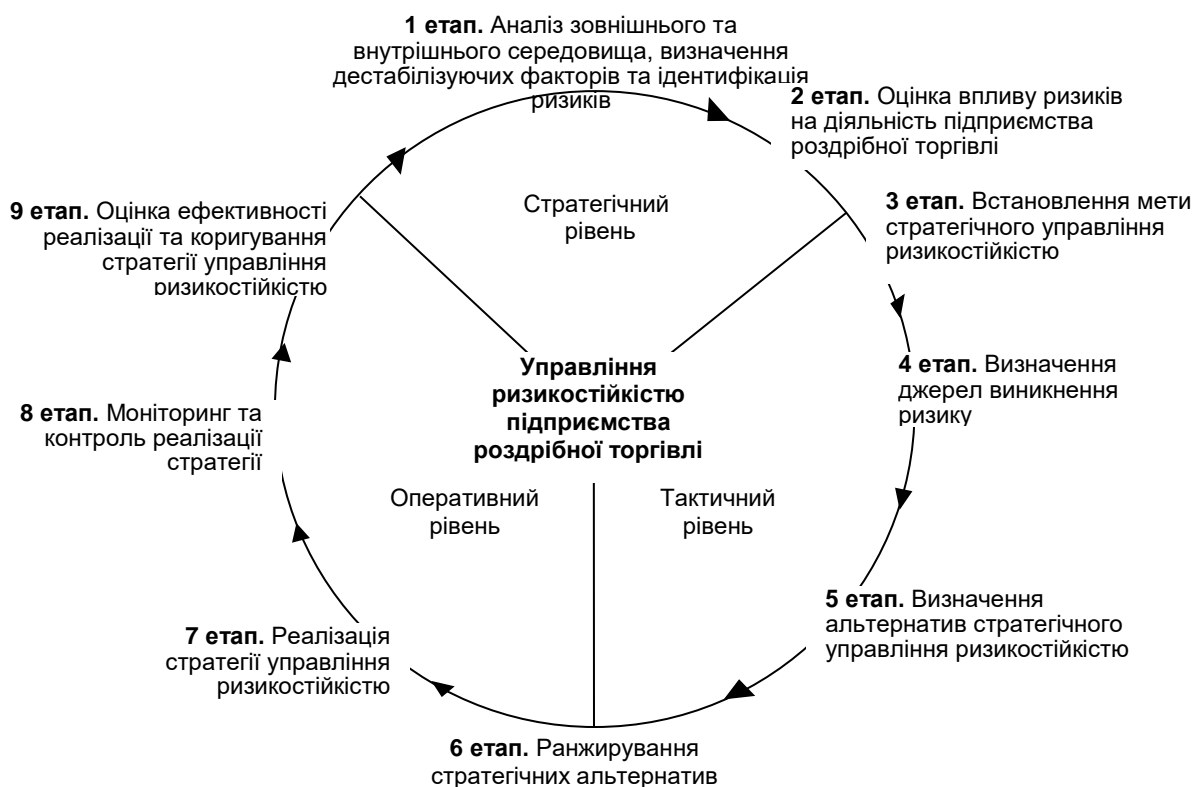 1 етап. Аналіз зовнішнього та
внутрішнього середовища, визначення
дестабілізуючих факторів та ідентифікація
ризиків
2 етап. Оцінка впливу ризиків
на діяльність підприємства
роздрібної торгівлі
Стратегічний
рівень
3 етап. Встановлення мети
стратегічного управління
ризикостійкістю
9 етап. Оцінка ефективності
реалізації та коригування
стратегії управління
ризикостійкістю
Управління
ризикостійкістю
підприємства
роздрібної торгівлі
4 етап. Визначення
джерел виникнення
ризику
8 етап. Моніторинг та
контроль реалізації
стратегії
Оперативний
рівень
Тактичний
рівень
5 етап. Визначення
альтернатив стратегічного
управління ризикостійкістю
7 етап. Реалізація
стратегії управління
ризикостійкістю
6 етап. Ранжирування
стратегічних альтернатив